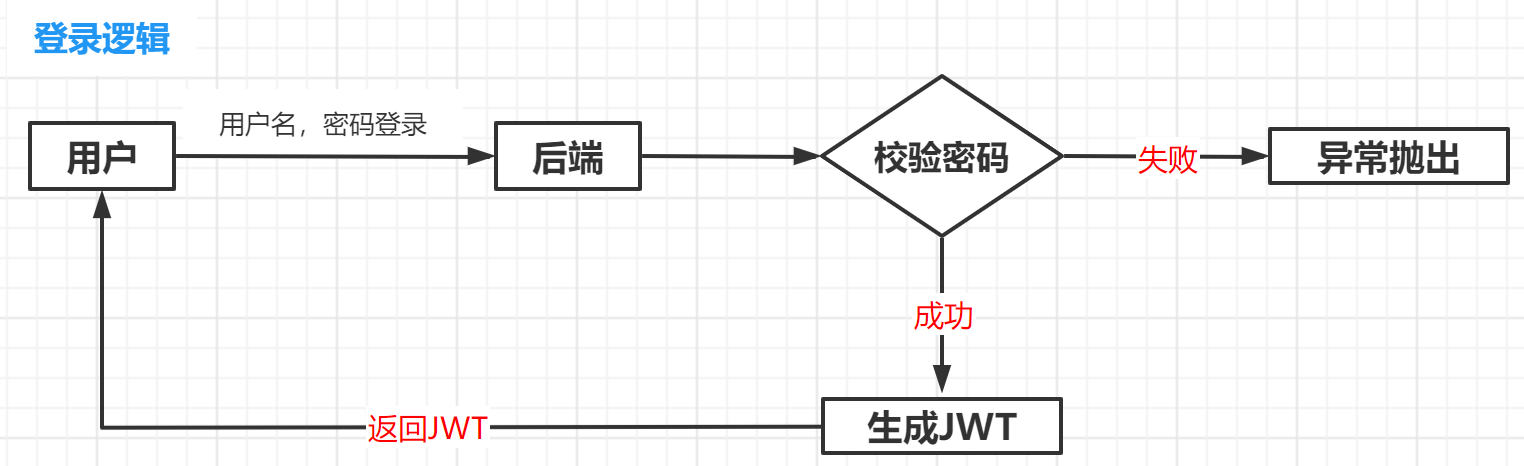 登录逻辑
用户名，密码登录
用户
后端
校验密码
失败
异常抛出
成功
返回JWT
生成JWT